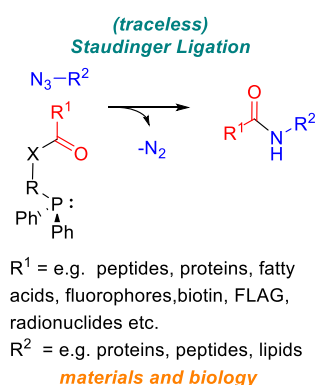 (traceless)
Staudinger Ligation
N3–R2
R1
X
O
-N2
R
P:
Ph
Ph
O
R1
N
H
R2
R1 = e.g. peptides, proteins, fatty
acids, fluorophores,biotin, FLAG,
radionuclides etc.
R2 = e.g. proteins, peptides, lipids
materials and biology